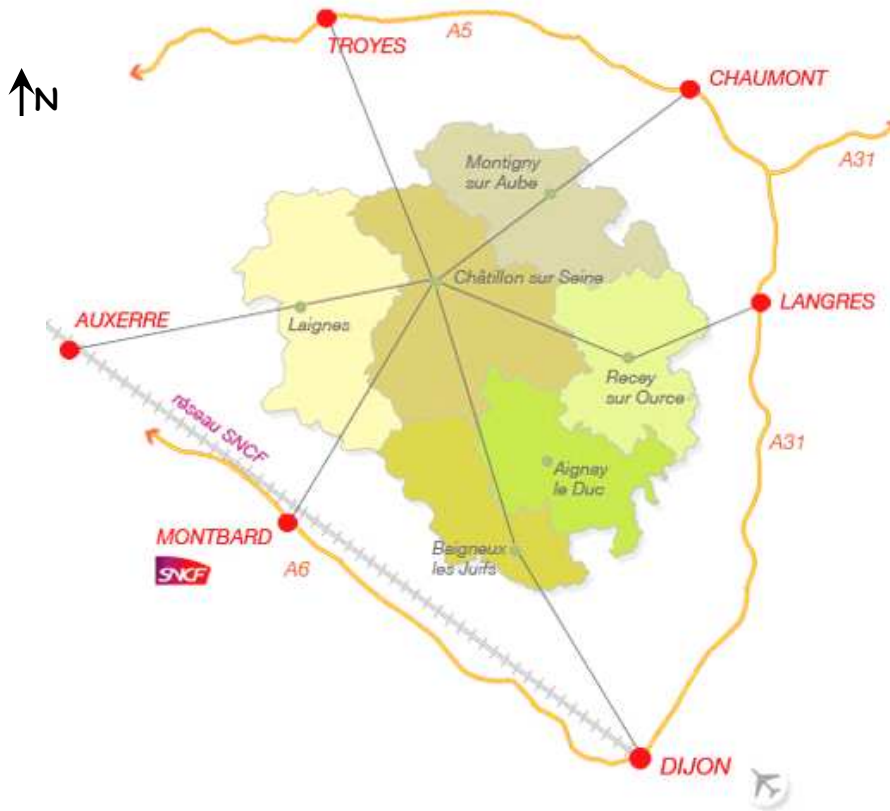 TROYES
A5
CHAUMONT
N
A31
Montigny
sur Aube
Châtillon sur Seine
LANGRES
AUXERRE
Laignes
Recey
sur Ource
réseau SNCF
A31
Aignay
le Duc
MONTBARD
Baigneux
les Juifs
SNCF
A6
DIJON